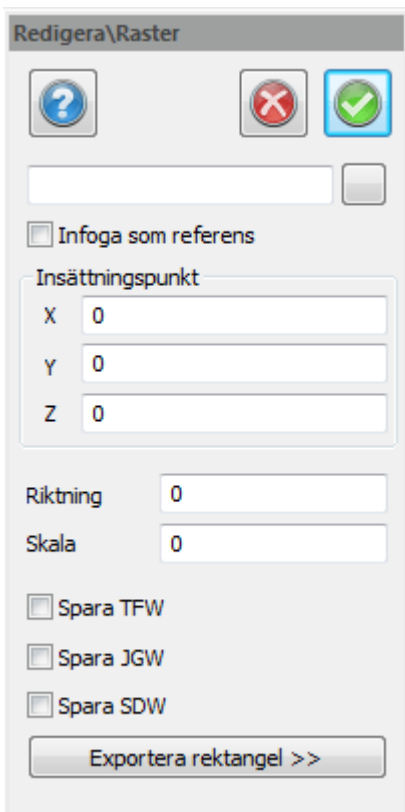 Redigera\Raster
Infoga som referens
Insättningspunkt
X 0
Y 0
Z 0
Riktning 0
Skala 0
Spara TFW
Spara JGW
Spara SDW
Exportera rektangel >>